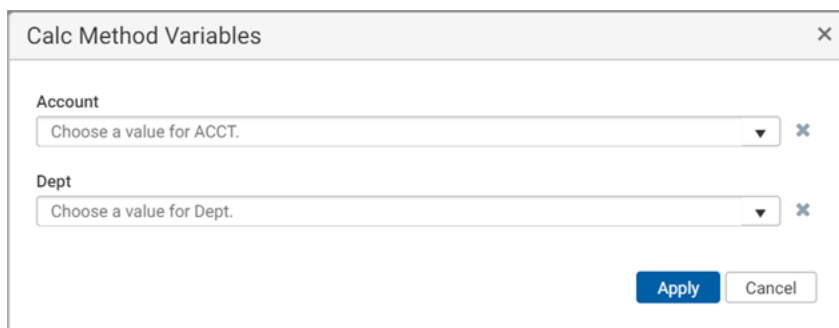 Calc Method Variables
Account
Choose a value for ACCT.
Dept
Choose a value for Dept.
Apply Cancel